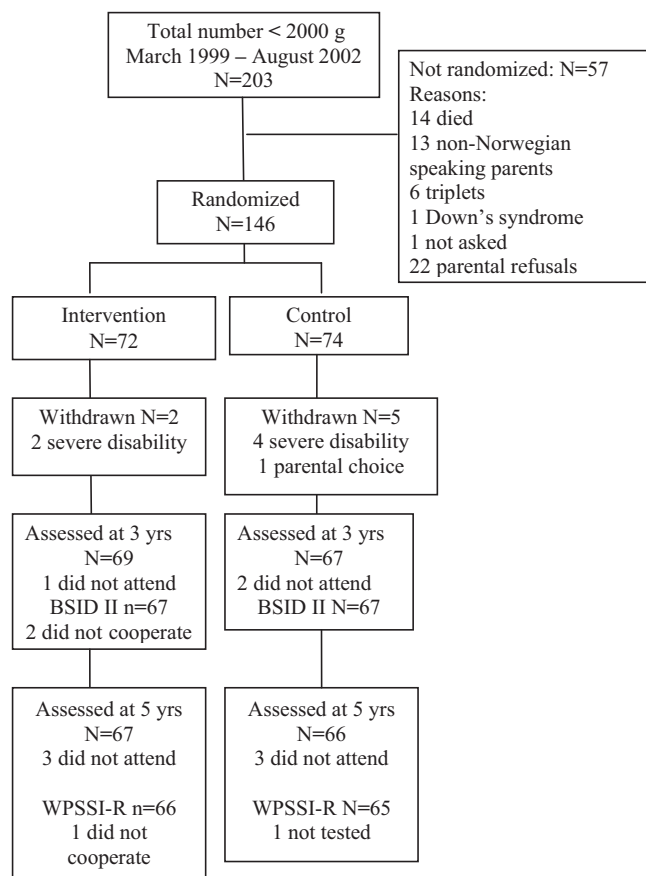 Total number < 2000 g
March 1999 – August 2002
N=203
Not randomized: N=57
Reasons:
14 died
13 non-Norwegian
speaking parents
6 triplets
1 Down's syndrome
1 not asked
22 parental refusals
Randomized
N=146
Intervention
N=72
Control
N=74
Withdrawn N=2
2 severe disability
Withdrawn N=5
4 severe disability
1 parental choice
Assessed at 3 yrs
N=69
1 did not attend
BSID II n=67
2 did not cooperate
Assessed at 3 yrs
N=67
2 did not attend
BSID II N=67
Assessed at 5 yrs
N=67
3 did not attend
WPSSI-R n=66
1 did not
cooperate
Assessed at 5 yrs
N=66
3 did not attend
WPSSI-R N=65
1 not tested